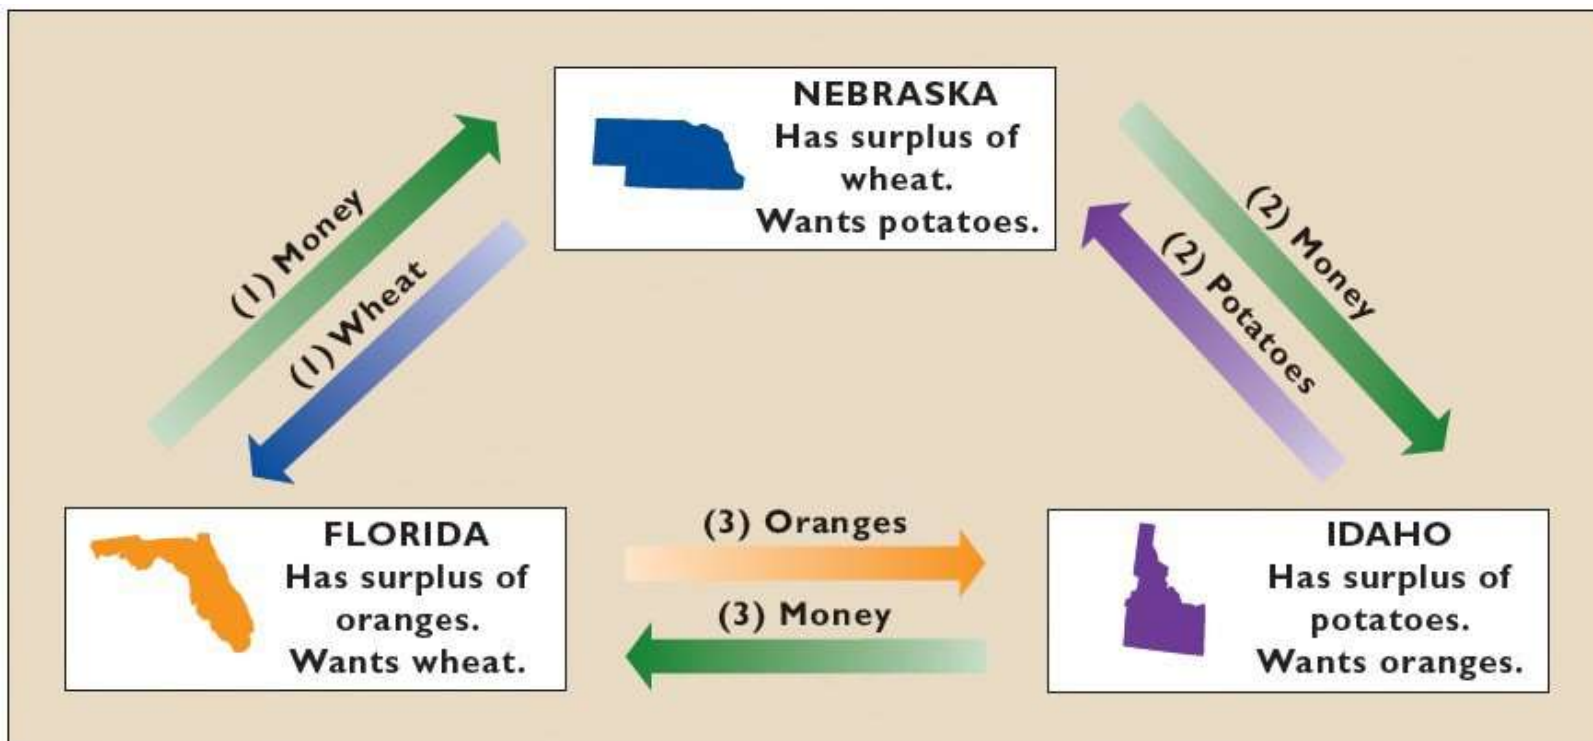 NEBRASKA
Has surplus of
wheat.
Wants potatoes.
(1) Money
(1) Wheat
(2) Money
(2) Potatoes
FLORIDA
Has surplus of
oranges.
Wants wheat.
(3) Oranges
(3) Money
IDAHO
Has surplus of
potatoes.
Wants oranges.